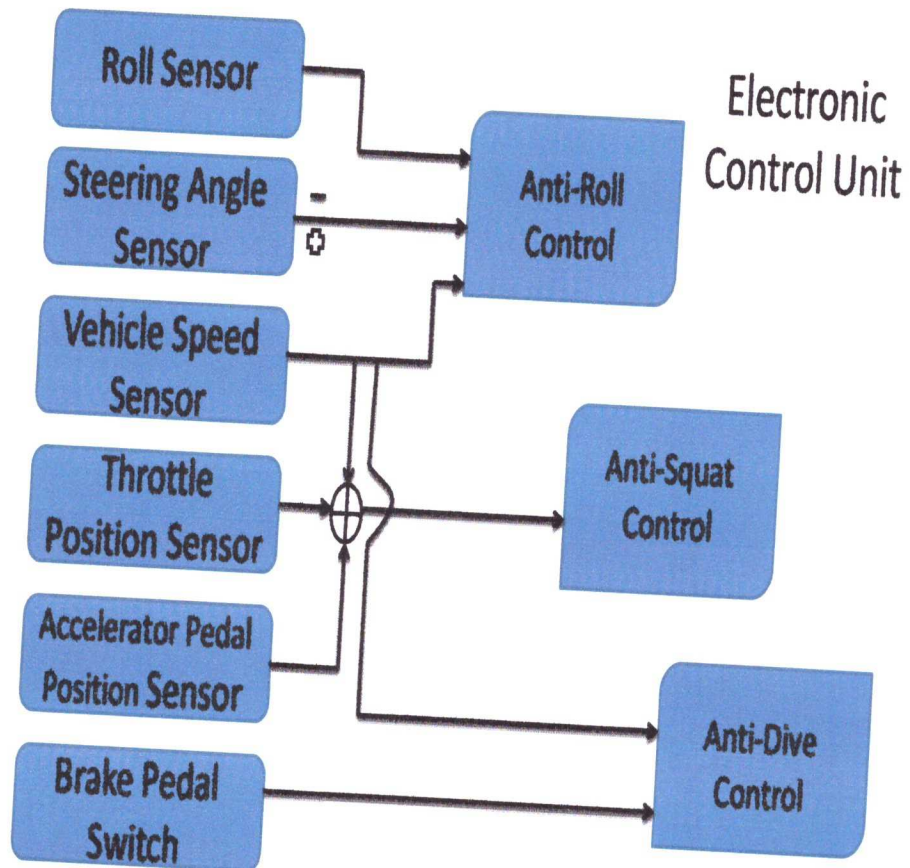 Roll Sensor
Steering Angle
Sensor
-
+
Vehicle Speed
Sensor
Throttle
Position Sensor
Accelerator Pedal
Position Sensor
Brake Pedal
Switch
Electronic
Control Unit
Anti-Roll
Control
Anti-Squat
Control
Anti-Dive
Control